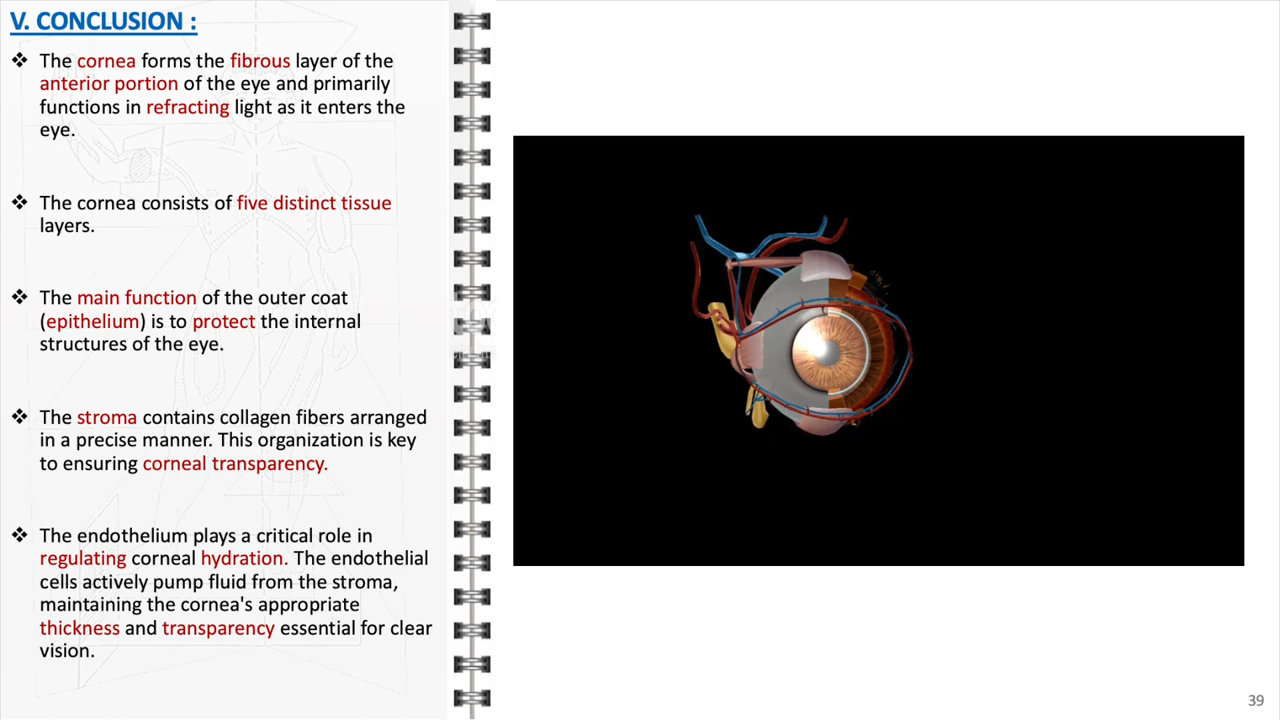 V. CONCLUSION :
❖ The cornea forms the fibrous layer of the
anterior portion of the eye and primarily
functions in refracting light as it enters the
eye.
❖ The cornea consists of five distinct tissue
layers.
❖ The main function of the outer coat
(epithelium) is to protect the internal
structures of the eye.
❖ The stroma contains collagen fibers arranged
in a precise manner. This organization is key
to ensuring corneal transparency.
❖ The endothelium plays a critical role in
regulating corneal hydration. The endothelial
cells actively pump fluid from the stroma,
maintaining the cornea's appropriate
thickness and transparency essential for clear
vision.
39